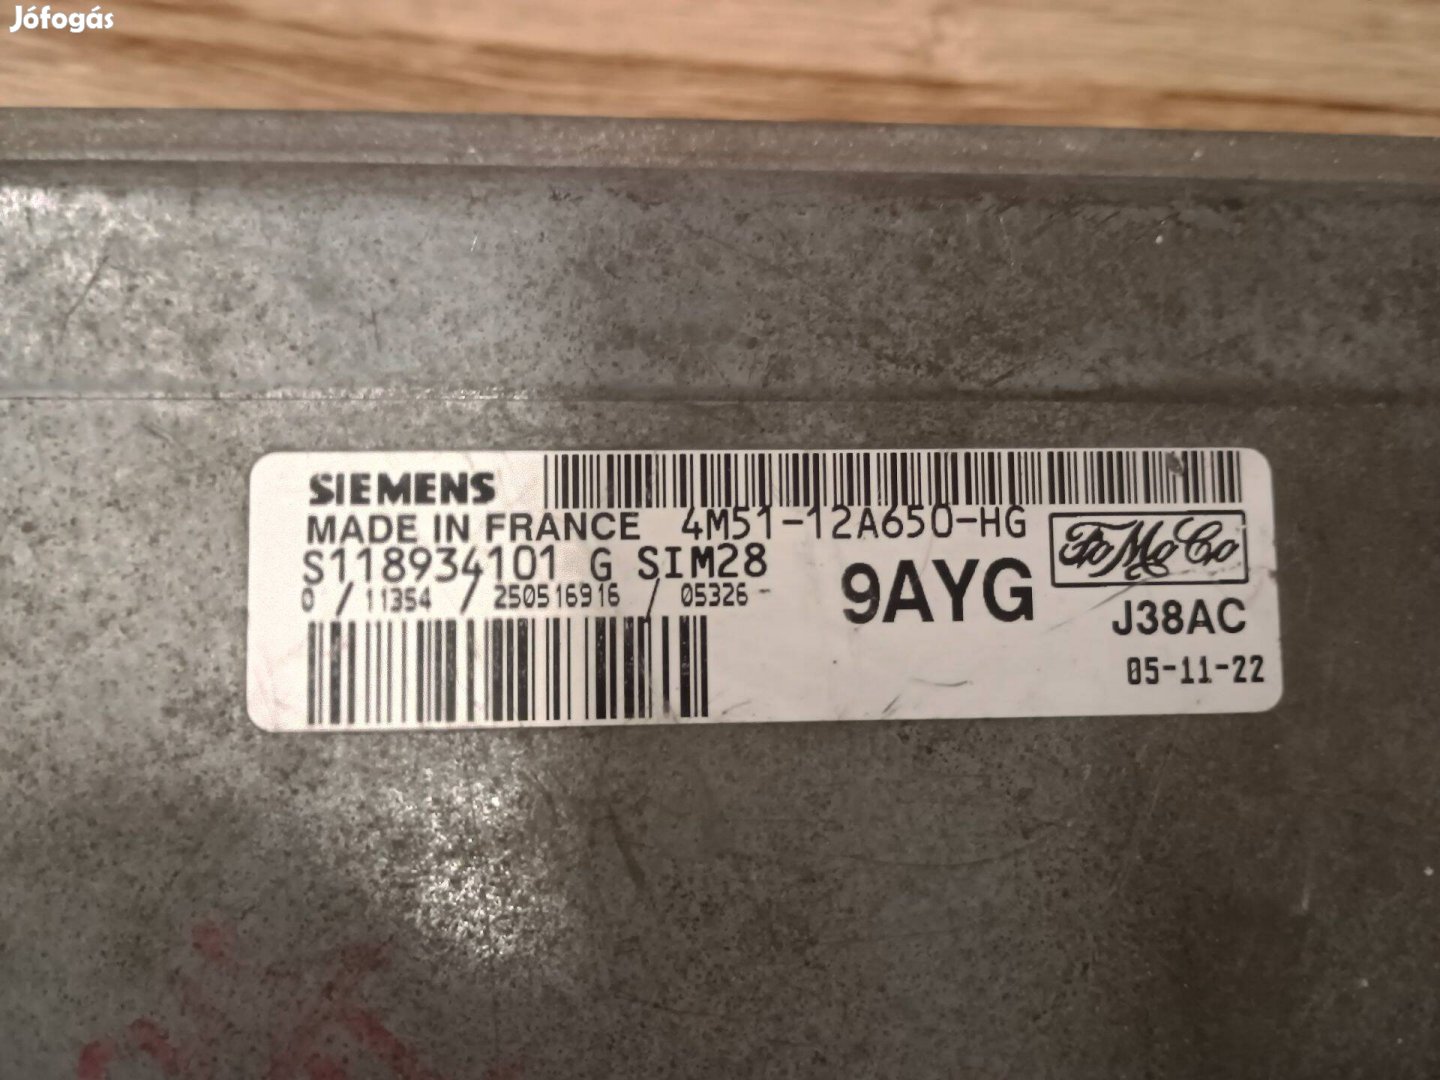 Jófogás
SIEMENS
MADE IN FRANCE 4M51-12A650-HG
FoMoCo
S118934101 G SIM28
9AYG
0 / 11354 / 250516916 / 05326-
J38AC
05-11-22